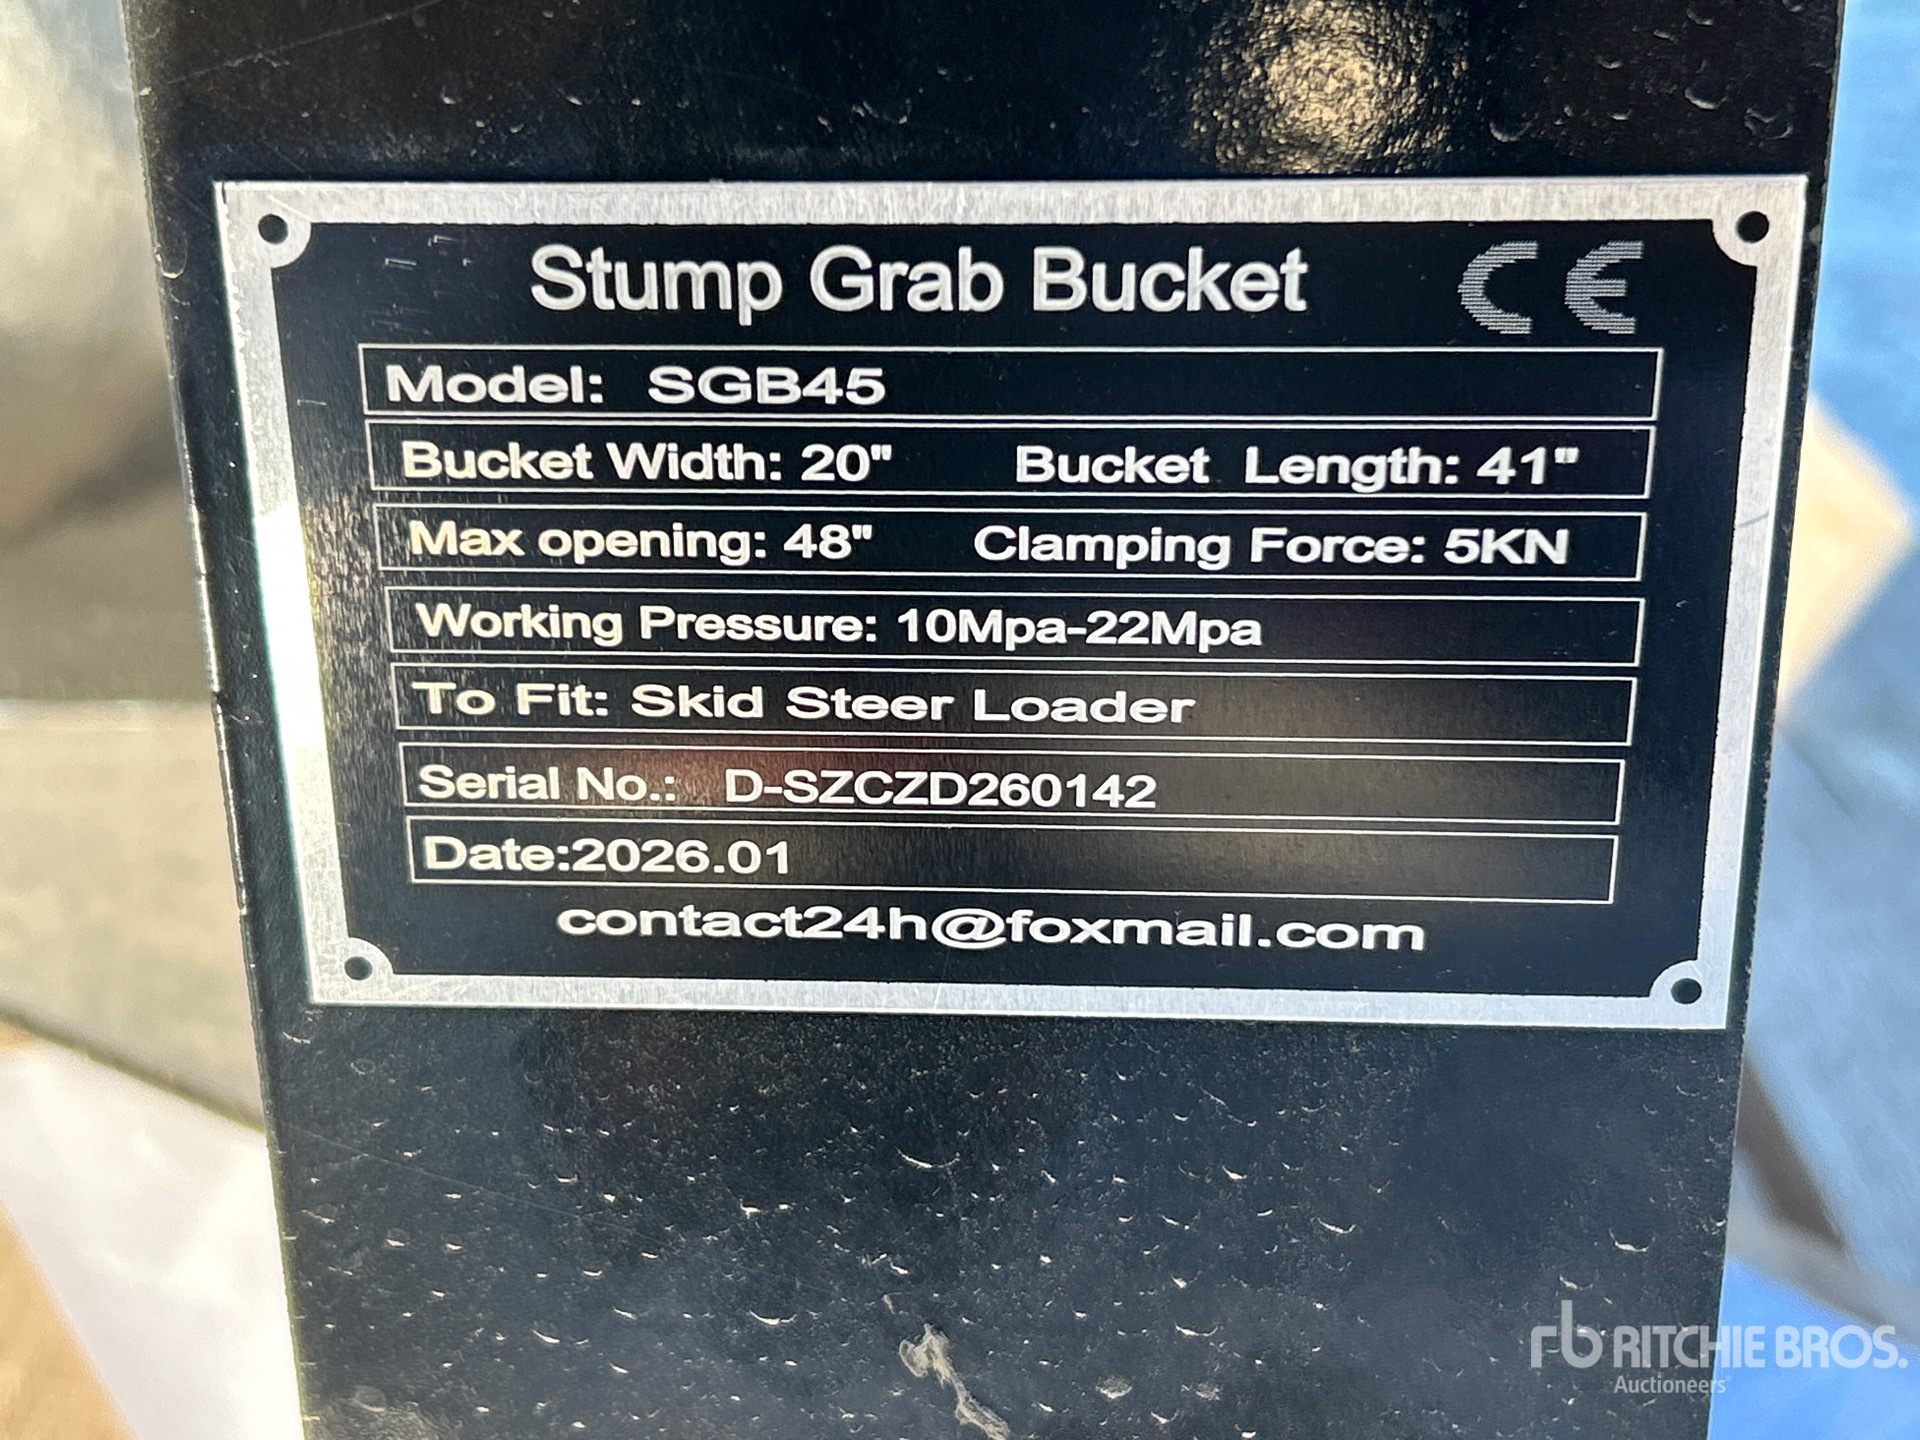 Stump Grab Bucket CE
Model: SGB45
Bucket Width: 20" Bucket Length: 41"
Max opening: 48" Clamping Force: 5KN
Working Pressure: 10Mpa-22Mpa
To Fit: Skid Steer Loader
Serial No.: D-SZCZD260142
Date:2026.01
contact24h@foxmail.com
rb RITCHIE BROS.
Auctioneers